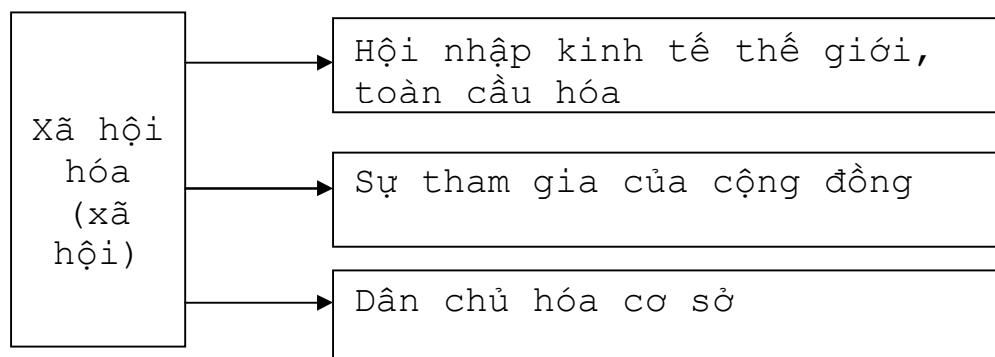 Xã hội
hóa
(xã
hội)
Hội nhập kinh tế thế giới,
toàn cầu hóa
Sự tham gia của cộng đồng
Dân chủ hóa cơ sở